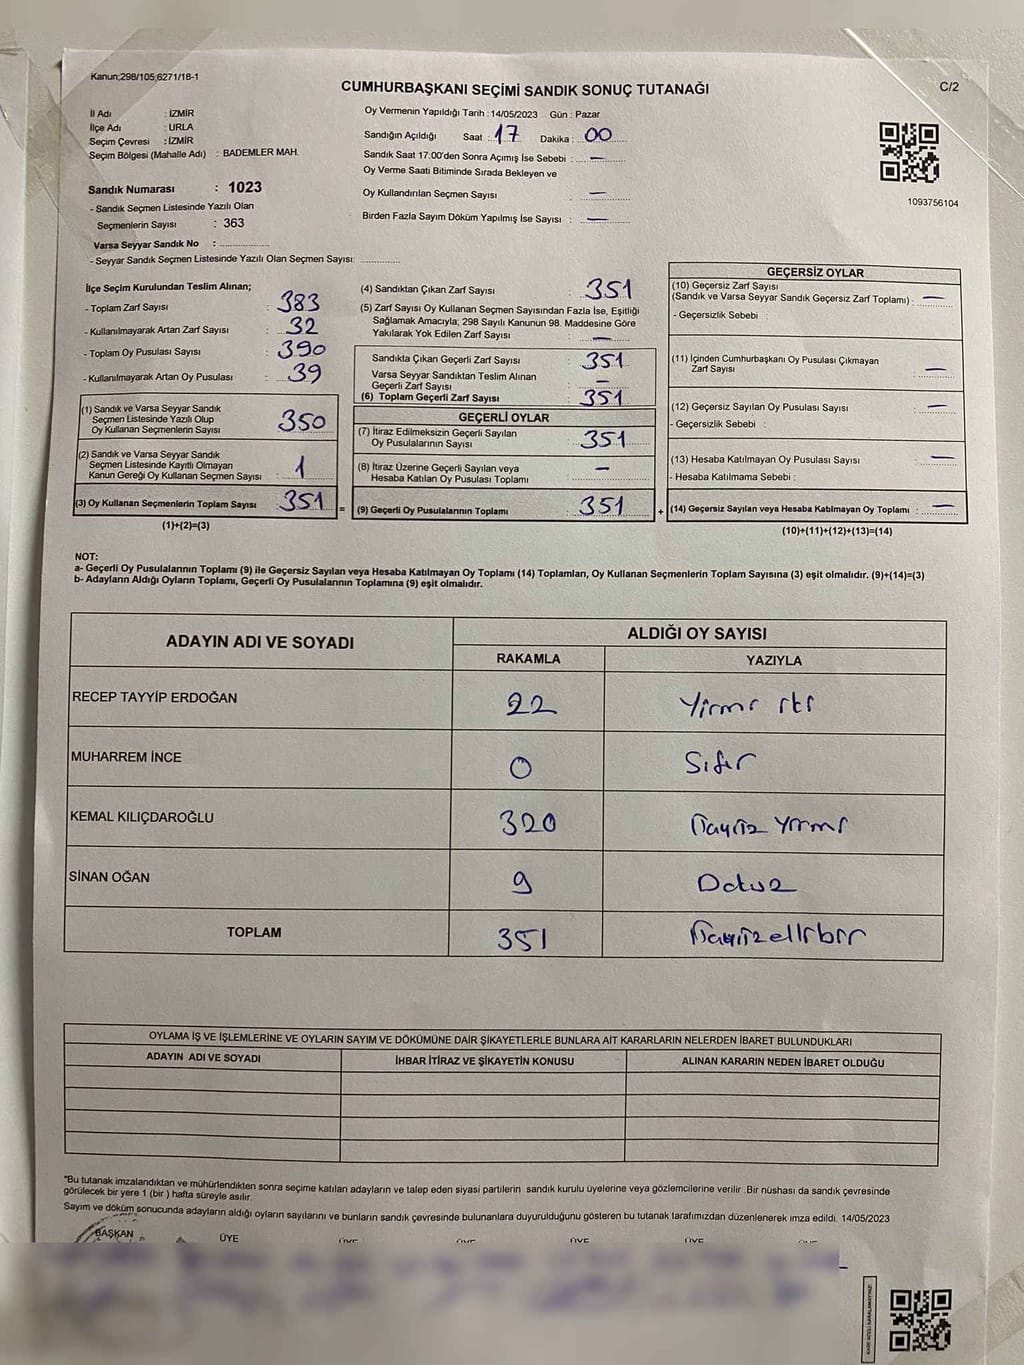 Kanun;298/105;6271/18-1
CUMHURBAŞKANI SEÇİMİ SANDIK SONUÇ TUTANAĞI
C/2
İl Adı : İZMİR
İlçe Adı : URLA
Seçim Çevresi : İZMİR
Seçim Bölgesi (Mahalle Adı) : BADEMLER MAH.
Sandık Numarası : 1023
- Sandık Seçmen Listesinde Yazılı Olan
Seçmenlerin Sayısı : 363
Varsa Seyyar Sandık No : ....................
- Seyyar Sandık Seçmen Listesinde Yazılı Olan Seçmen Sayısı: ...............
Oy Vermenin Yapıldığı Tarih : 14/05/2023 Gün : Pazar
Sandığın Açıldığı Saat : 17 Dakika : 00
Sandık Saat 17:00'den Sonra Açımış İse Sebebi : —
Oy Verme Saati Bitiminde Sırada Bekleyen ve
Oy Kullandırılan Seçmen Sayısı —
Birden Fazla Sayım Döküm Yapılmış İse Sayısı : —
1093756104
İlçe Seçim Kurulundan Teslim Alınan;
- Toplam Zarf Sayısı : 383
- Kullanılmayarak Artan Zarf Sayısı : 32
- Toplam Oy Pusulası Sayısı : 390
- Kullanılmayarak Artan Oy Pusulası : 39
(1) Sandık ve Varsa Seyyar Sandık
Seçmen Listesinde Yazılı Olup
Oy Kullanan Seçmenlerin Sayısı 350
(2) Sandık ve Varsa Seyyar Sandık
Seçmen Listesinde Kayıtlı Olmayan
Kanun Gereği Oy Kullanan Seçmen Sayısı 1
(3) Oy Kullanan Seçmenlerin Toplam Sayısı 351
(1)+(2)=(3)
(4) Sandıktan Çıkan Zarf Sayısı : 351
(5) Zarf Sayısı Oy Kullanan Seçmen Sayısından Fazla İse, Eşitliği
Sağlamak Amacıyla; 298 Sayılı Kanunun 98. Maddesine Göre
Yakılarak Yok Edilen Zarf Sayısı : —
Sandıkta Çıkan Geçerli Zarf Sayısı : 351
Varsa Seyyar Sandıktan Teslim Alınan
Geçerli Zarf Sayısı : —
(6) Toplam Geçerli Zarf Sayısı : 351
GEÇERLİ OYLAR
(7) İtiraz Edilmeksizin Geçerli Sayılan
Oy Pusulalarının Sayısı : 351
(8) İtiraz Üzerine Geçerli Sayılan veya
Hesaba Katılan Oy Pusulası Toplamı —
= (9) Geçerli Oy Pusulalarının Toplamı 351
GEÇERSİZ OYLAR
(10) Geçersiz Zarf Sayısı
(Sandık ve Varsa Seyyar Sandık Geçersiz Zarf Toplamı) : —
- Geçersizlik Sebebi :
(11) İçinden Cumhurbaşkanı Oy Pusulası Çıkmayan
Zarf Sayısı : —
(12) Geçersiz Sayılan Oy Pusulası Sayısı : —
- Geçersizlik Sebebi :
(13) Hesaba Katılmayan Oy Pusulası Sayısı : —
- Hesaba Katılmama Sebebi :
+ (14) Geçersiz Sayılan veya Hesaba Katılmayan Oy Toplamı : —
(10)+(11)+(12)+(13)=(14)
NOT:
a- Geçerli Oy Pusulalarının Toplamı (9) ile Geçersiz Sayılan veya Hesaba Katılmayan Oy Toplamı (14) Toplamları, Oy Kullanan Seçmenlerin Toplam Sayısına (3) eşit olmalıdır. (9)+(14)=(3)
b- Adayların Aldığı Oyların Toplamı, Geçerli Oy Pusulalarının Toplamına (9) eşit olmalıdır.
ADAYIN ADI VE SOYADI
ALDIĞI OY SAYISI
RAKAMLA YAZIYLA
RECEP TAYYİP ERDOĞAN 22 Yirmi iki
MUHARREM İNCE 0 Sıfır
KEMAL KILIÇDAROĞLU 320 Üçyüz Yirmi
SİNAN OĞAN 9 Dokuz
TOPLAM 351 Üçyüzellibir
OYLAMA İŞ VE İŞLEMLERİNE VE OYLARIN SAYIM VE DÖKÜMÜNE DAİR ŞİKAYETLERLE BUNLARA AİT KARARLARIN NELERDEN İBARET BULUNDUKLARI
ADAYIN ADI VE SOYADI İHBAR İTİRAZ VE ŞİKAYETİN KONUSU ALINAN KARARIN NEDEN İBARET OLDUĞU
"Bu tutanak imzalandıktan ve mühürlendikten sonra seçime katılan adayların ve talep eden siyasi partilerin sandık kurulu üyelerine veya gözlemcilerine verilir .Bir nüshası da sandık çevresinde
görülecek bir yere 1 (bir ) hafta süreyle asılır.
Sayım ve döküm sonucunda adayların aldığı oyların sayılarını ve bunların sandık çevresinde bulunanlara duyurulduğunu gösteren bu tutanak tarafımızdan düzenlenerek imza edildi. 14/05/2023
BAŞKAN ÜYE ÜYE ÜYE ÜYE